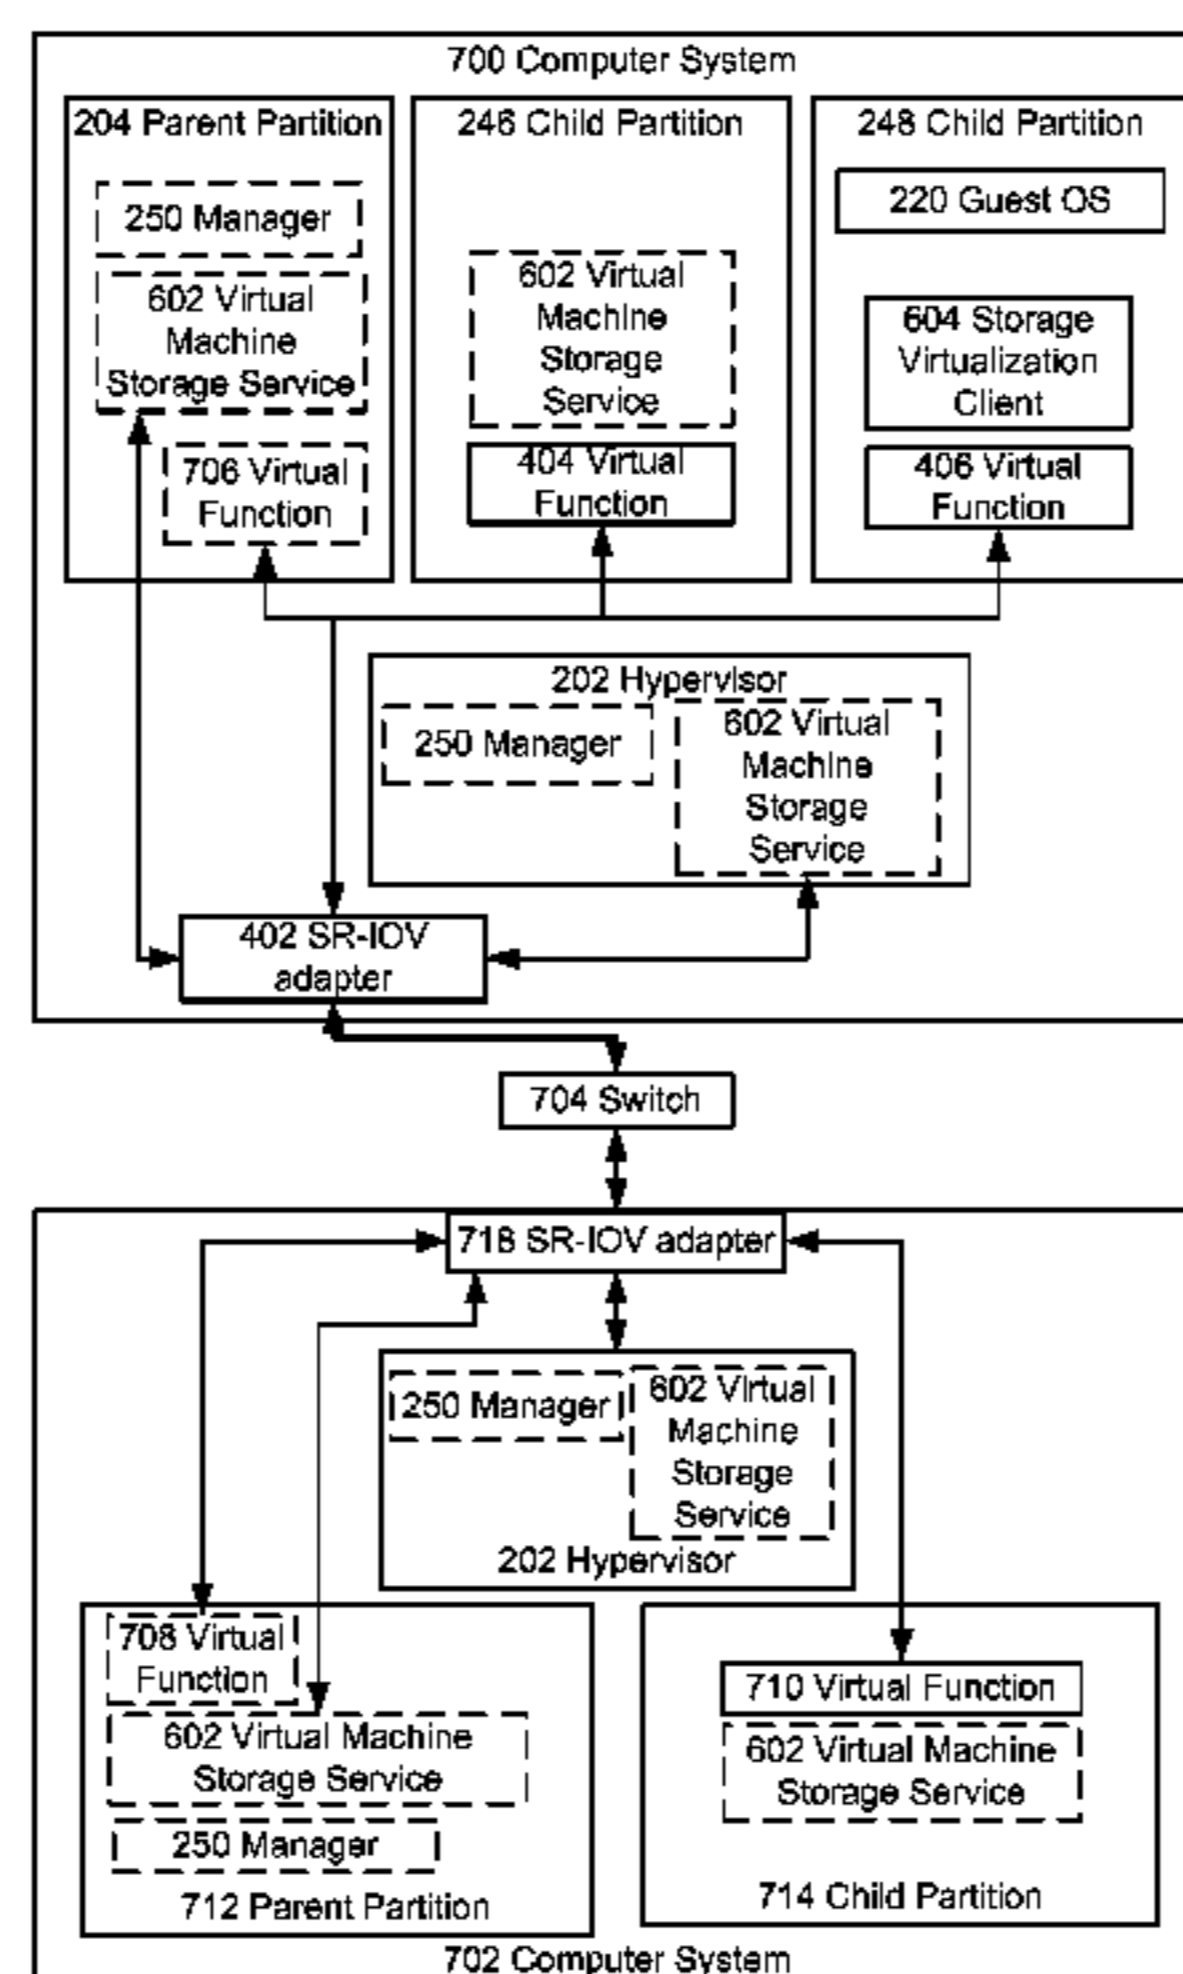 700 Computer System
204 Parent Partition
250 Manager
602 Virtual
Machine
Storage Service
706 Virtual
Function
246 Child Partition
602 Virtual
Machine
Storage
Service
404 Virtual
Function
248 Child Partition
220 Guest OS
604 Storage
Virtualization
Client
406 Virtual
Function
202 Hypervisor
250 Manager
602 Virtual
Machine
Storage
Service
402 SR-IOV
adapter
704 Switch
718 SR-IOV adapter
250 Manager
602 Virtual
Machine
Storage
Service
202 Hypervisor
708 Virtual
Function
602 Virtual Machine
Storage Service
250 Manager
712 Parent Partition
710 Virtual Function
602 Virtual Machine
Storage Service
714 Child Partition
702 Computer System